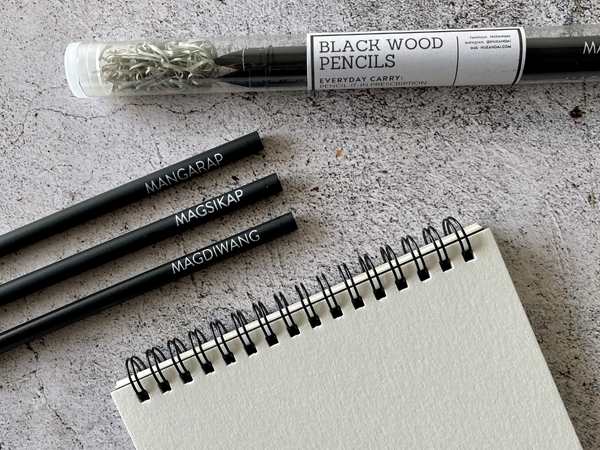 BLACK WOOD
PENCILS
EVERYDAY CARRY:
PENCIL IT IN PRESCRIPTION
MA
MANGARAP
MAGSIKAP
MAGDIWANG